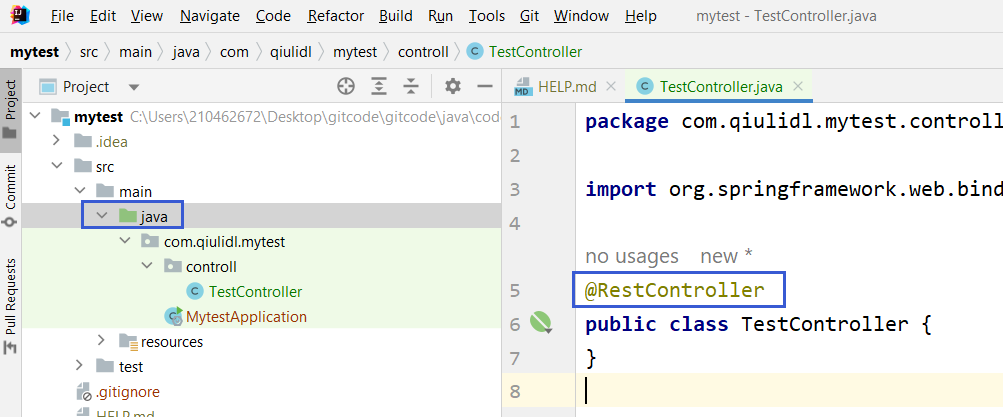 File Edit View Navigate Code Refactor Build Run Tools Git Window Help mytest - TestController.java
mytest src main java com qiulidl mytest controll TestController
Project
HELP.md
TestController.java
Project
Commit
Pull Requests
mytest C:\Users\210462672\Desktop\gitcode\gitcode\java\cod
.idea
src
main
java
com.qiulidl.mytest
controll
TestController
MytestApplication
resources
test
.gitignore
HELP.md
1 package com.qiulidl.mytest.controll
2
3 import org.springframework.web.bind
4
no usages new *
5 @RestController
6 public class TestController {
7 }
8